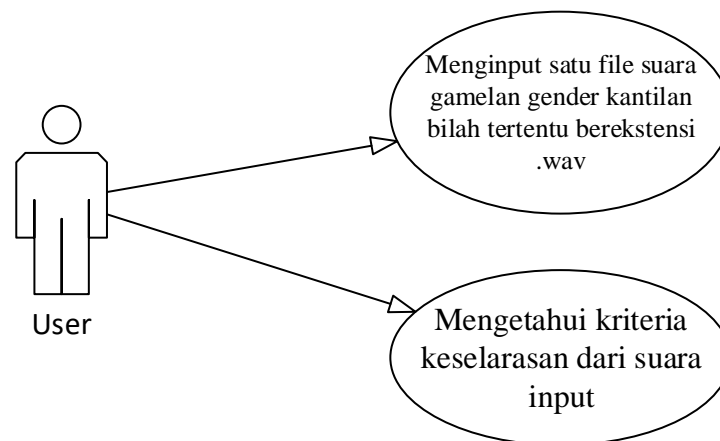 Menginput satu file suara
gamelan gender kantilan
bilah tertentu berekstensi
.wav
User
Mengetahui kriteria
keselarasan dari suara
input